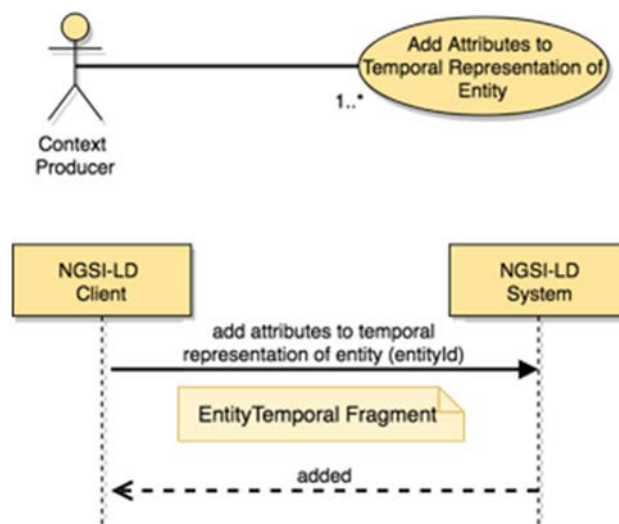 Add Attributes to
Temporal Representation of
Entity
1..*
Context
Producer
NGSI-LD
Client
NGSI-LD
System
add attributes to temporal
representation of entity (entityId)
EntityTemporal Fragment
added